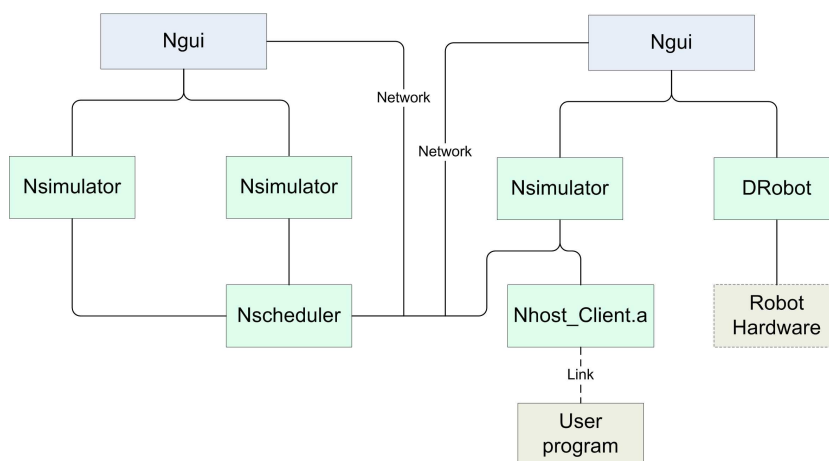 Ngui
Ngui
Network
Network
Nsimulator
Nsimulator
Nsimulator
DRobot
Nscheduler
Nhost_Client.a
Robot
Hardware
Link
User
program